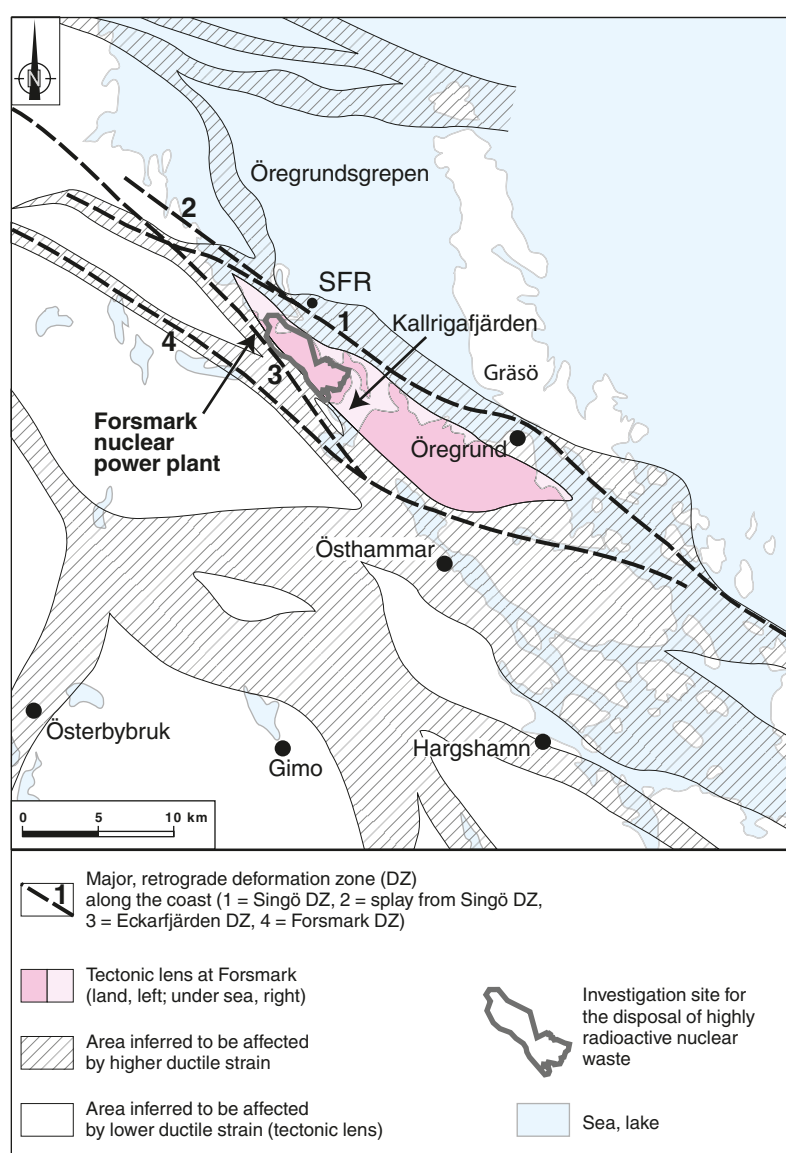 N
Öregrundsgrepen
2
SFR
1
Kallrigafjärden
4
3
Gräsö
Forsmark
nuclear
power plant
Öregrund
Östhammar
Österbybruk
Gimo
Hargshamn
0 5 10 km
1
Major, retrograde deformation zone (DZ)
along the coast (1 = Singö DZ, 2 = splay from Singö DZ,
3 = Eckarfjärden DZ, 4 = Forsmark DZ)
Tectonic lens at Forsmark
(land, left; under sea, right)
Area inferred to be affected
by higher ductile strain
Area inferred to be affected
by lower ductile strain (tectonic lens)
Investigation site for
the disposal of highly
radioactive nuclear
waste
Sea, lake